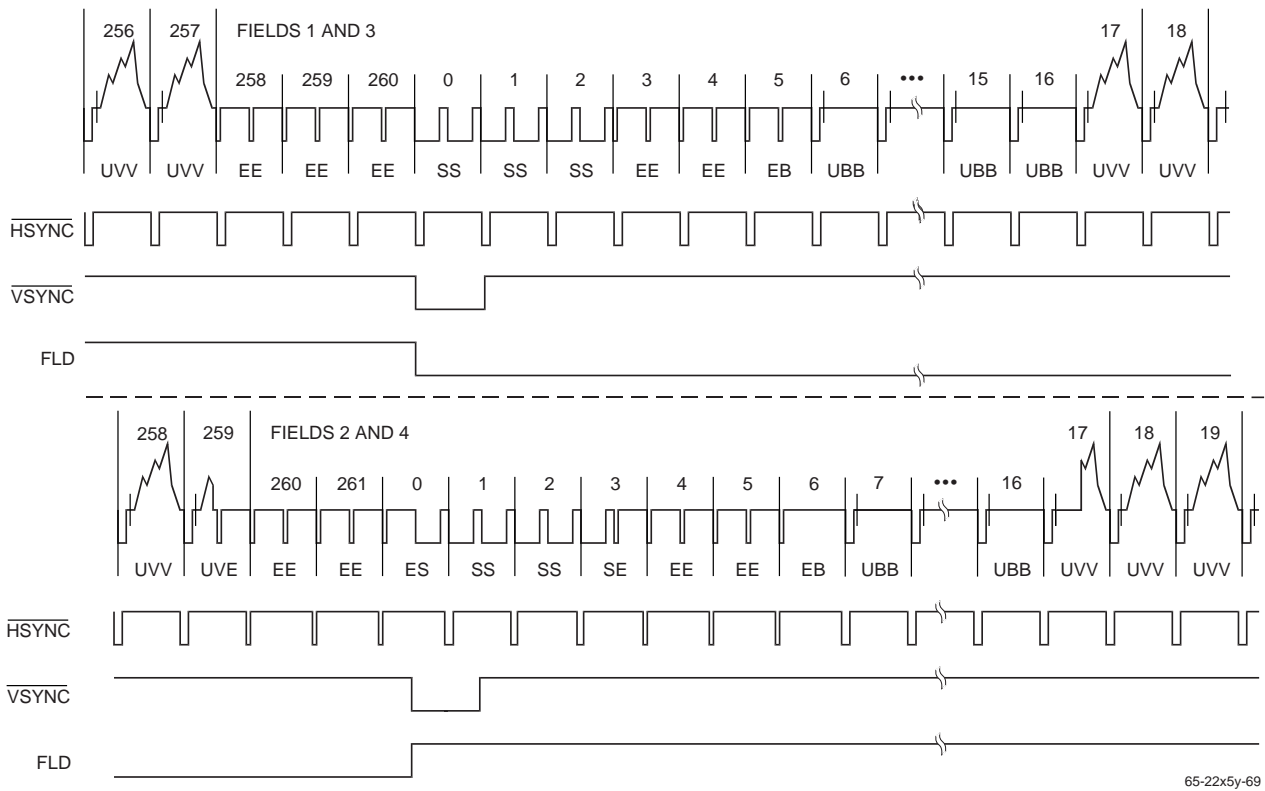 256 257 FIELDS 1 AND 3 17 18
258 259 260 0 1 2 3 4 5 6 ••• 15 16
UVV UVV EE EE EE SS SS SS EE EE EB UBB UBB UBB UVV UVV
HSYNC
VSYNC
FLD
258 259 FIELDS 2 AND 4 17 18 19
260 261 0 1 2 3 4 5 6 7 ••• 16
UVV UVE EE EE ES SS SS SE EE EE EB UBB UBB UVV UVV UVV
HSYNC
VSYNC
FLD
65-22x5y-69